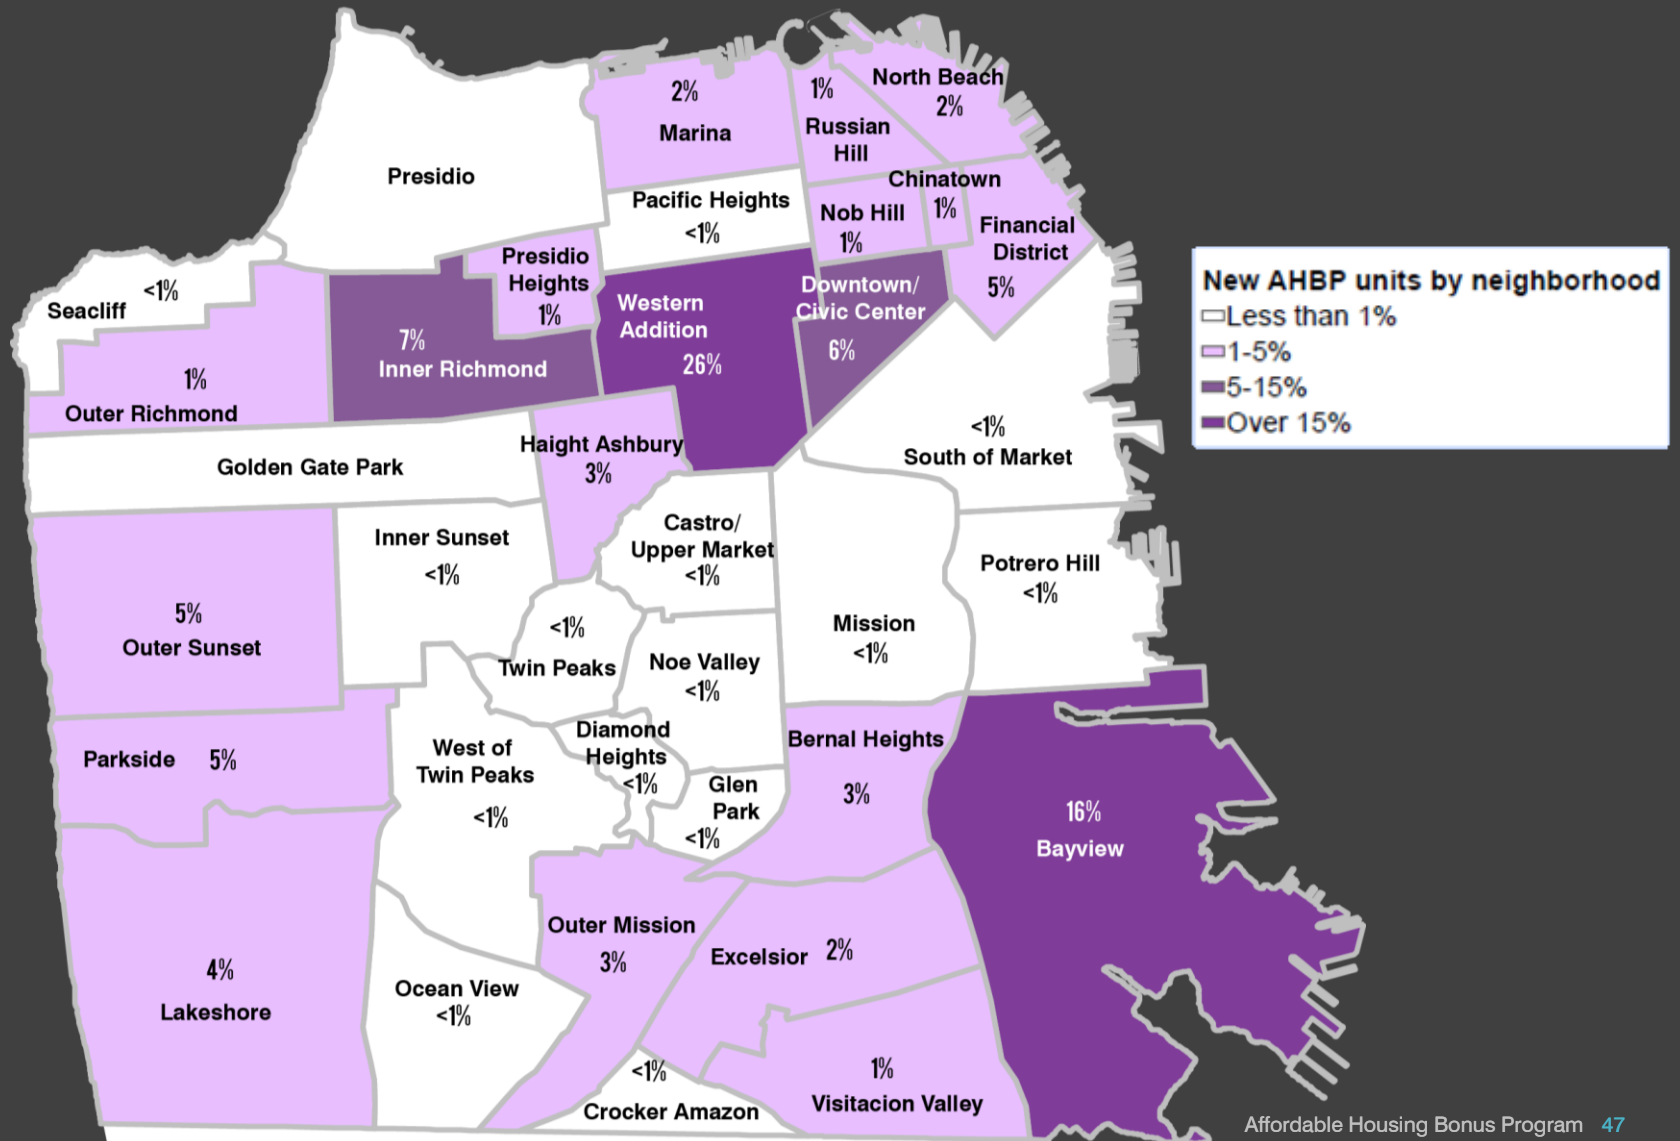 2%
Marina
1%
Russian
Hill
North Beach
2%
Presidio
Pacific Heights
<1%
Nob Hill
1%
Chinatown
1%
Financial
District
5%
Presidio
Heights
1%
Seacliff
<1%
1%
Outer Richmond
7%
Inner Richmond
Western
Addition
26%
Downtown/
Civic Center
6%
New AHBP units by neighborhood
Less than 1%
1-5%
5-15%
Over 15%
Golden Gate Park
Haight Ashbury
3%
<1%
South of Market
Inner Sunset
<1%
Castro/
Upper Market
<1%
Potrero Hill
<1%
5%
Outer Sunset
<1%
Twin Peaks
Noe Valley
<1%
Mission
<1%
Parkside 5%
West of
Twin Peaks
<1%
Diamond
Heights
<1%
Glen
Park
<1%
Bernal Heights
3%
16%
Bayview
4%
Lakeshore
Ocean View
<1%
Outer Mission
3%
Excelsior 2%
<1%
Crocker Amazon
1%
Visitacion Valley
Affordable Housing Bonus Program 47